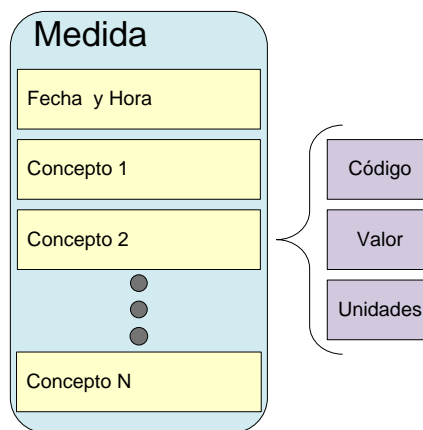 Medida
Fecha y Hora
Concepto 1
Concepto 2
Concepto N
Código
Valor
Unidades